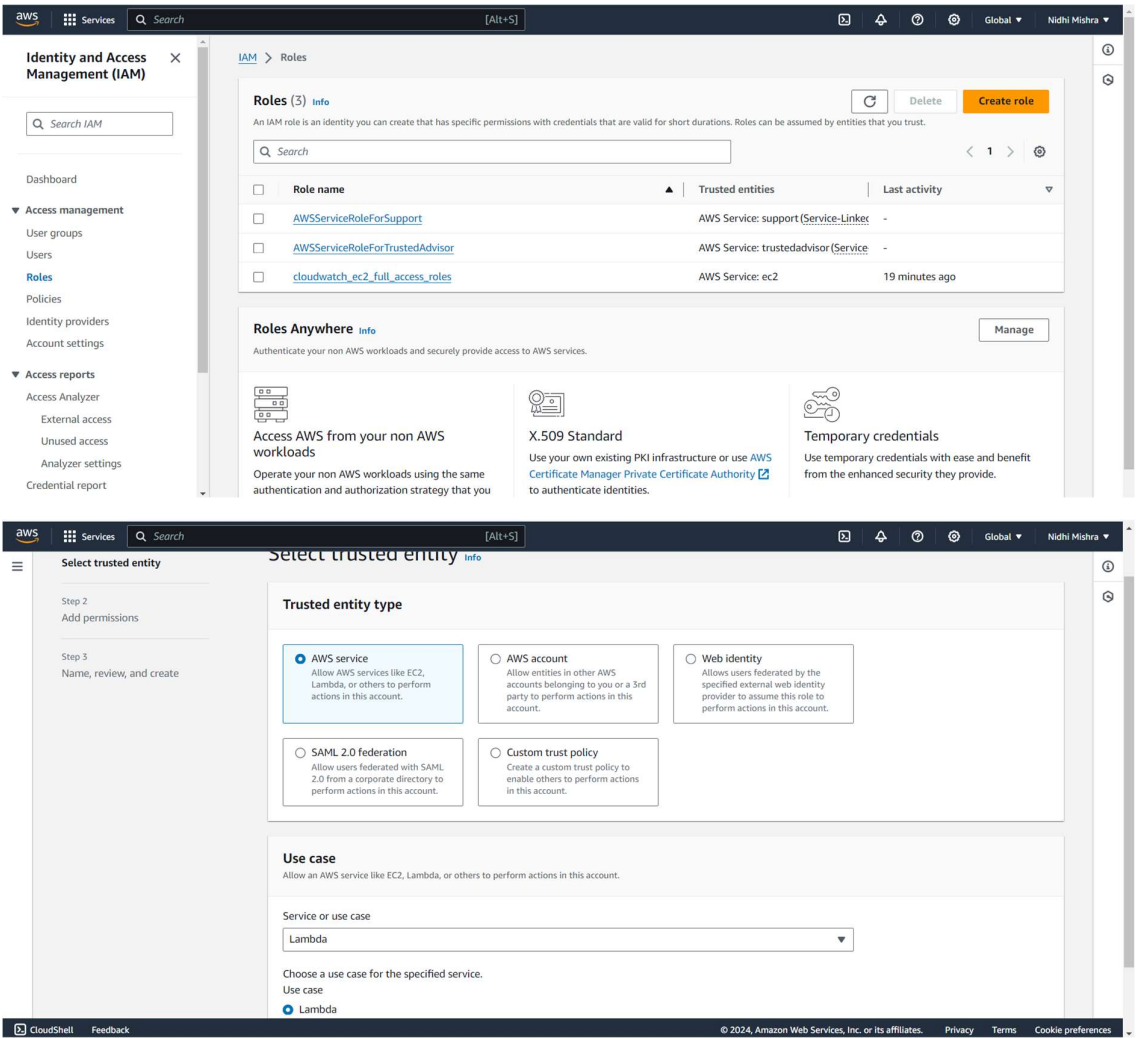 aws
Services
Search
[Alt+S]
Global ▼
Nidhi Mishra ▼
Identity and Access
Management (IAM)
Search IAM
Dashboard
Access management
User groups
Users
Roles
Policies
Identity providers
Account settings
Access reports
Access Analyzer
External access
Unused access
Analyzer settings
Credential report
IAM > Roles
Roles (3) Info
Delete
Create role
An IAM role is an identity you can create that has specific permissions with credentials that are valid for short durations. Roles can be assumed by entities that you trust.
Search
< 1 >
Role name
Trusted entities
Last activity
AWSServiceRoleForSupport
AWS Service: support (Service-Linked
-
AWSServiceRoleForTrustedAdvisor
AWS Service: trustedadvisor (Service
-
cloudwatch_ec2_full_access_roles
AWS Service: ec2
19 minutes ago
Roles Anywhere Info
Manage
Authenticate your non AWS workloads and securely provide access to AWS services.
Access AWS from your non AWS
workloads
Operate your non AWS workloads using the same
authentication and authorization strategy that you
X.509 Standard
Use your own existing PKI infrastructure or use AWS
Certificate Manager Private Certificate Authority
to authenticate identities.
Temporary credentials
Use temporary credentials with ease and benefit
from the enhanced security they provide.
aws
Services
Search
[Alt+S]
Global ▼
Nidhi Mishra ▼
Select trusted entity
Step 2
Add permissions
Step 3
Name, review, and create
Select trusted entity Info
Trusted entity type
AWS service
Allow AWS services like EC2,
Lambda, or others to perform
actions in this account.
AWS account
Allow entities in other AWS
accounts belonging to you or a 3rd
party to perform actions in this
account.
Web identity
Allows users federated by the
specified external web identity
provider to assume this role to
perform actions in this account.
SAML 2.0 federation
Allow users federated with SAML
2.0 from a corporate directory to
perform actions in this account.
Custom trust policy
Create a custom trust policy to
enable others to perform actions
in this account.
Use case
Allow an AWS service like EC2, Lambda, or others to perform actions in this account.
Service or use case
Lambda
Choose a use case for the specified service.
Use case
Lambda
CloudShell
Feedback
© 2024, Amazon Web Services, Inc. or its affiliates.
Privacy
Terms
Cookie preferences